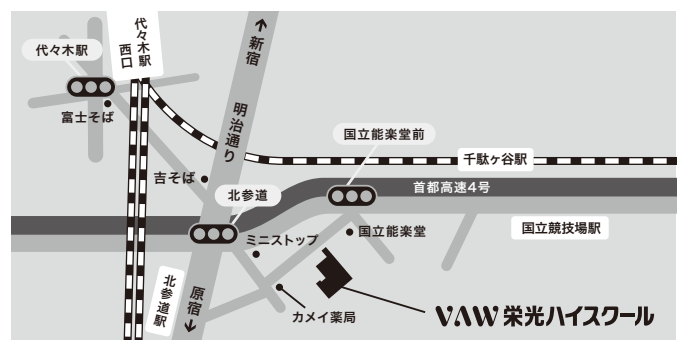 代々木駅
西口
新宿
代々木駅
富士そば
明治通り
国立能楽堂前
千駄ヶ谷駅
吉そば
北参道
首都高速4号
国立能楽堂
国立競技場駅
ミニストップ
北参道駅
原宿
カメイ薬局
VAW栄光ハイスクール